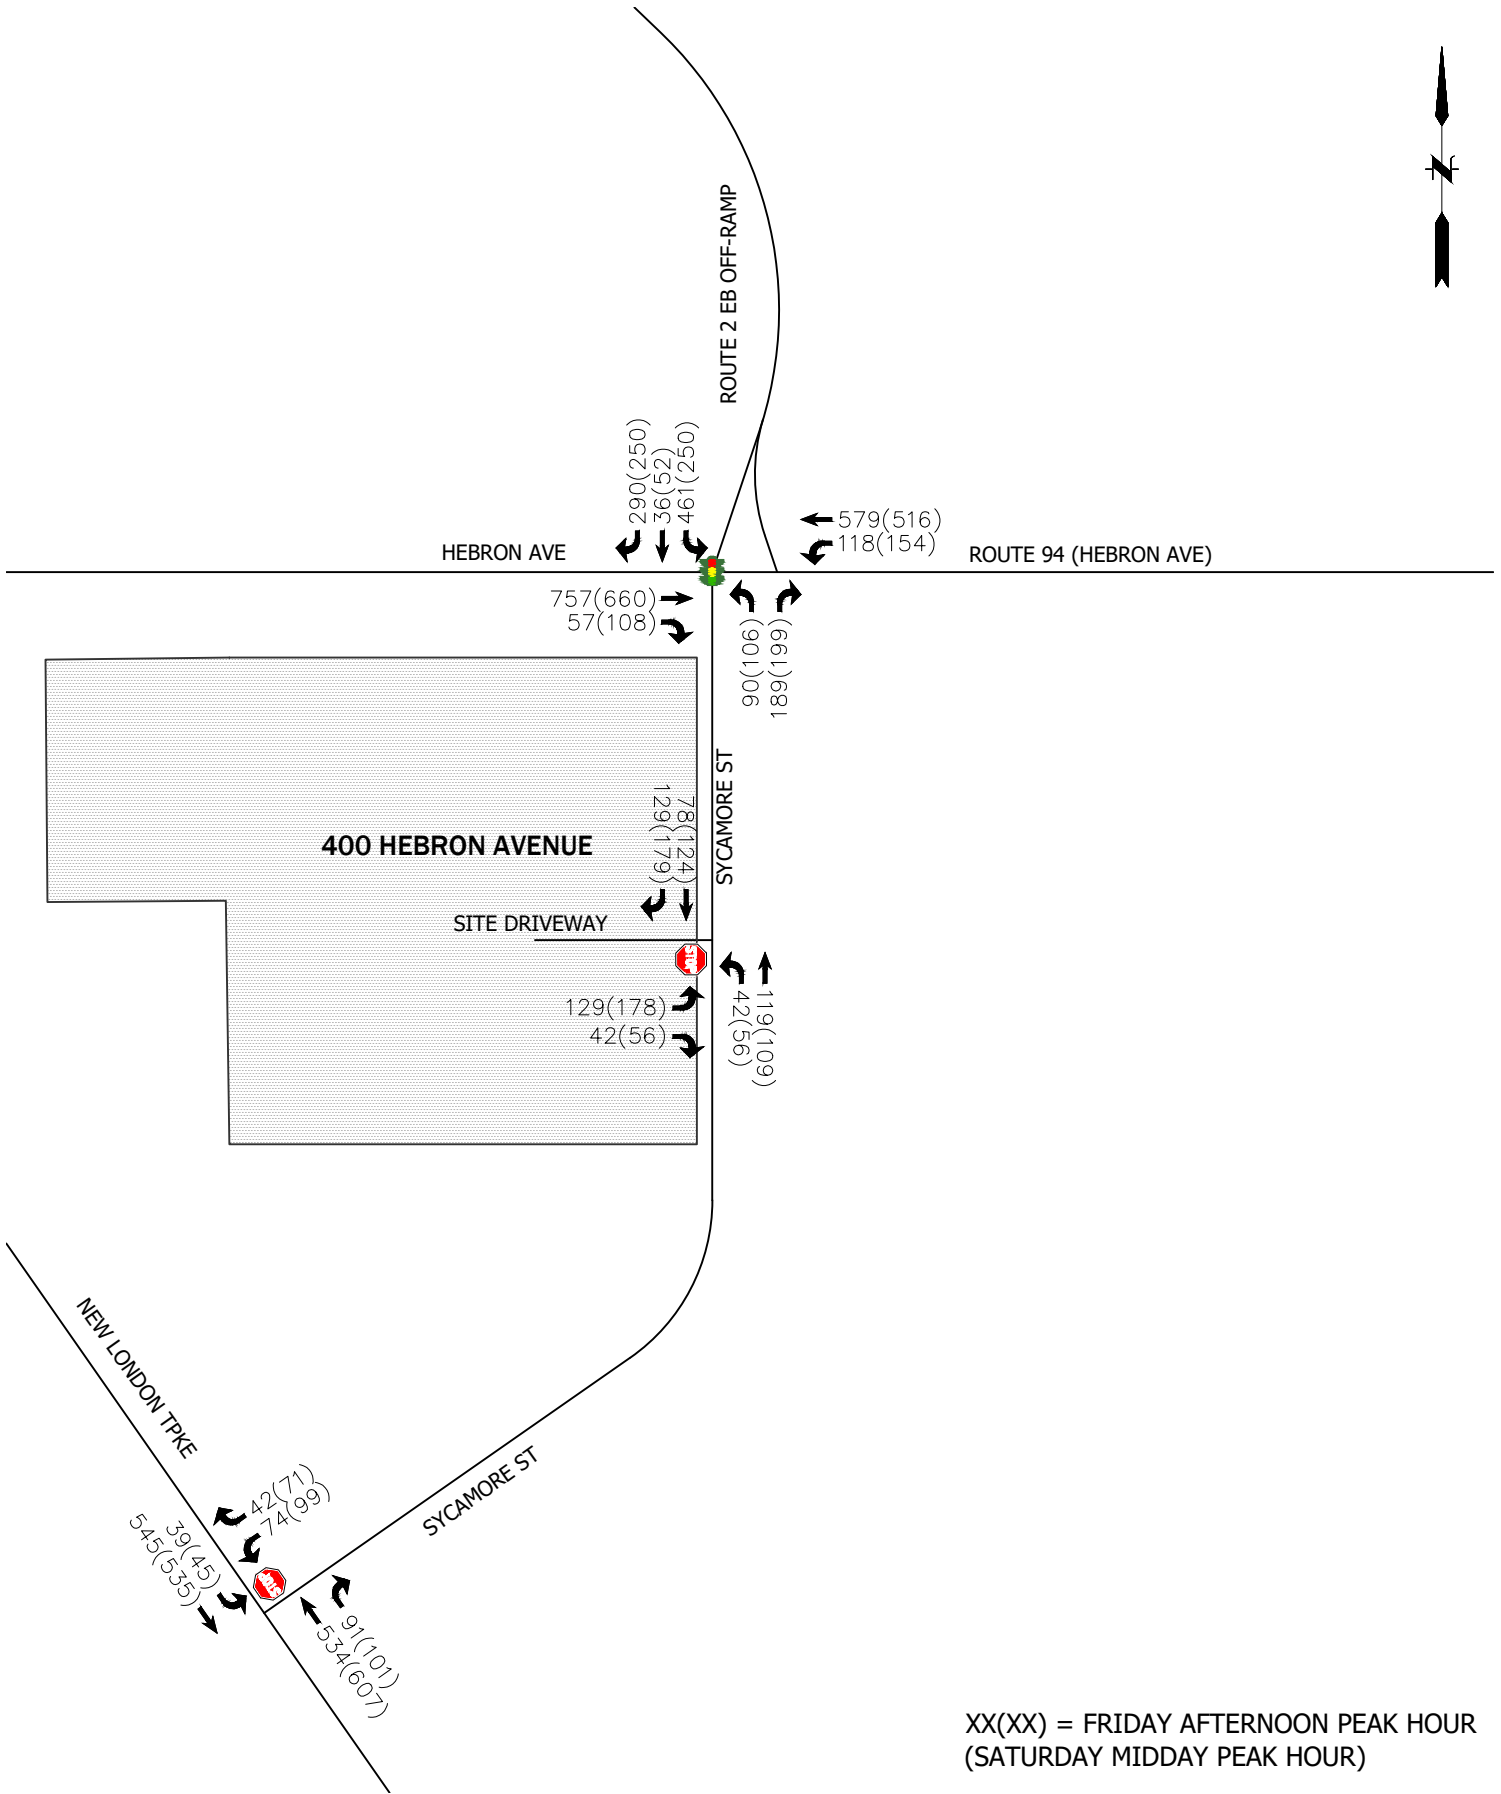 N
ROUTE 2 EB OFF-RAMP
290(250)
36(52)
461(250)
579(516)
118(154)
HEBRON AVE
ROUTE 94 (HEBRON AVE)
757(660)
57(108)
90(106)
189(199)
SYCAMORE ST
129(179)
78(124)
400 HEBRON AVENUE
SITE DRIVEWAY
STOP
129(178)
42(56)
42(56)
119(109)
NEW LONDON TPKE
SYCAMORE ST
42(71)
74(99)
39(45)
545(535)
STOP
91(101)
534(607)
XX(XX) = FRIDAY AFTERNOON PEAK HOUR
(SATURDAY MIDDAY PEAK HOUR)